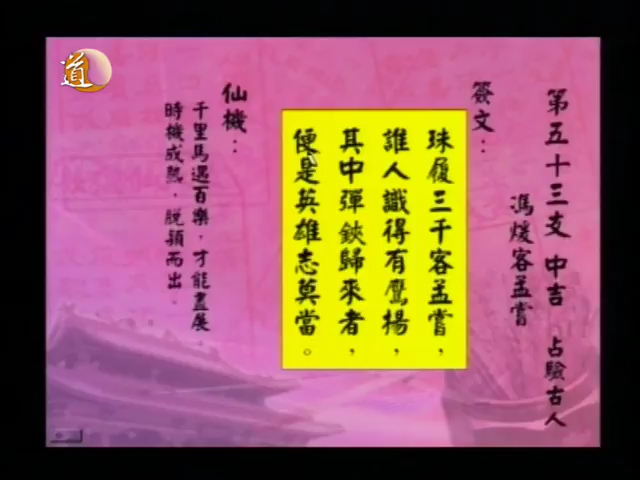 道
第五十三支 中吉 占驗古人
馮煖客孟嘗
簽文：
珠履三千客孟嘗，
誰人識得有鷹揚，
其中彈鋏歸來者，
便是英雄志莫當。
仙機：
千里馬遇百樂，才能盡展，
時機成熟，脫穎而出。